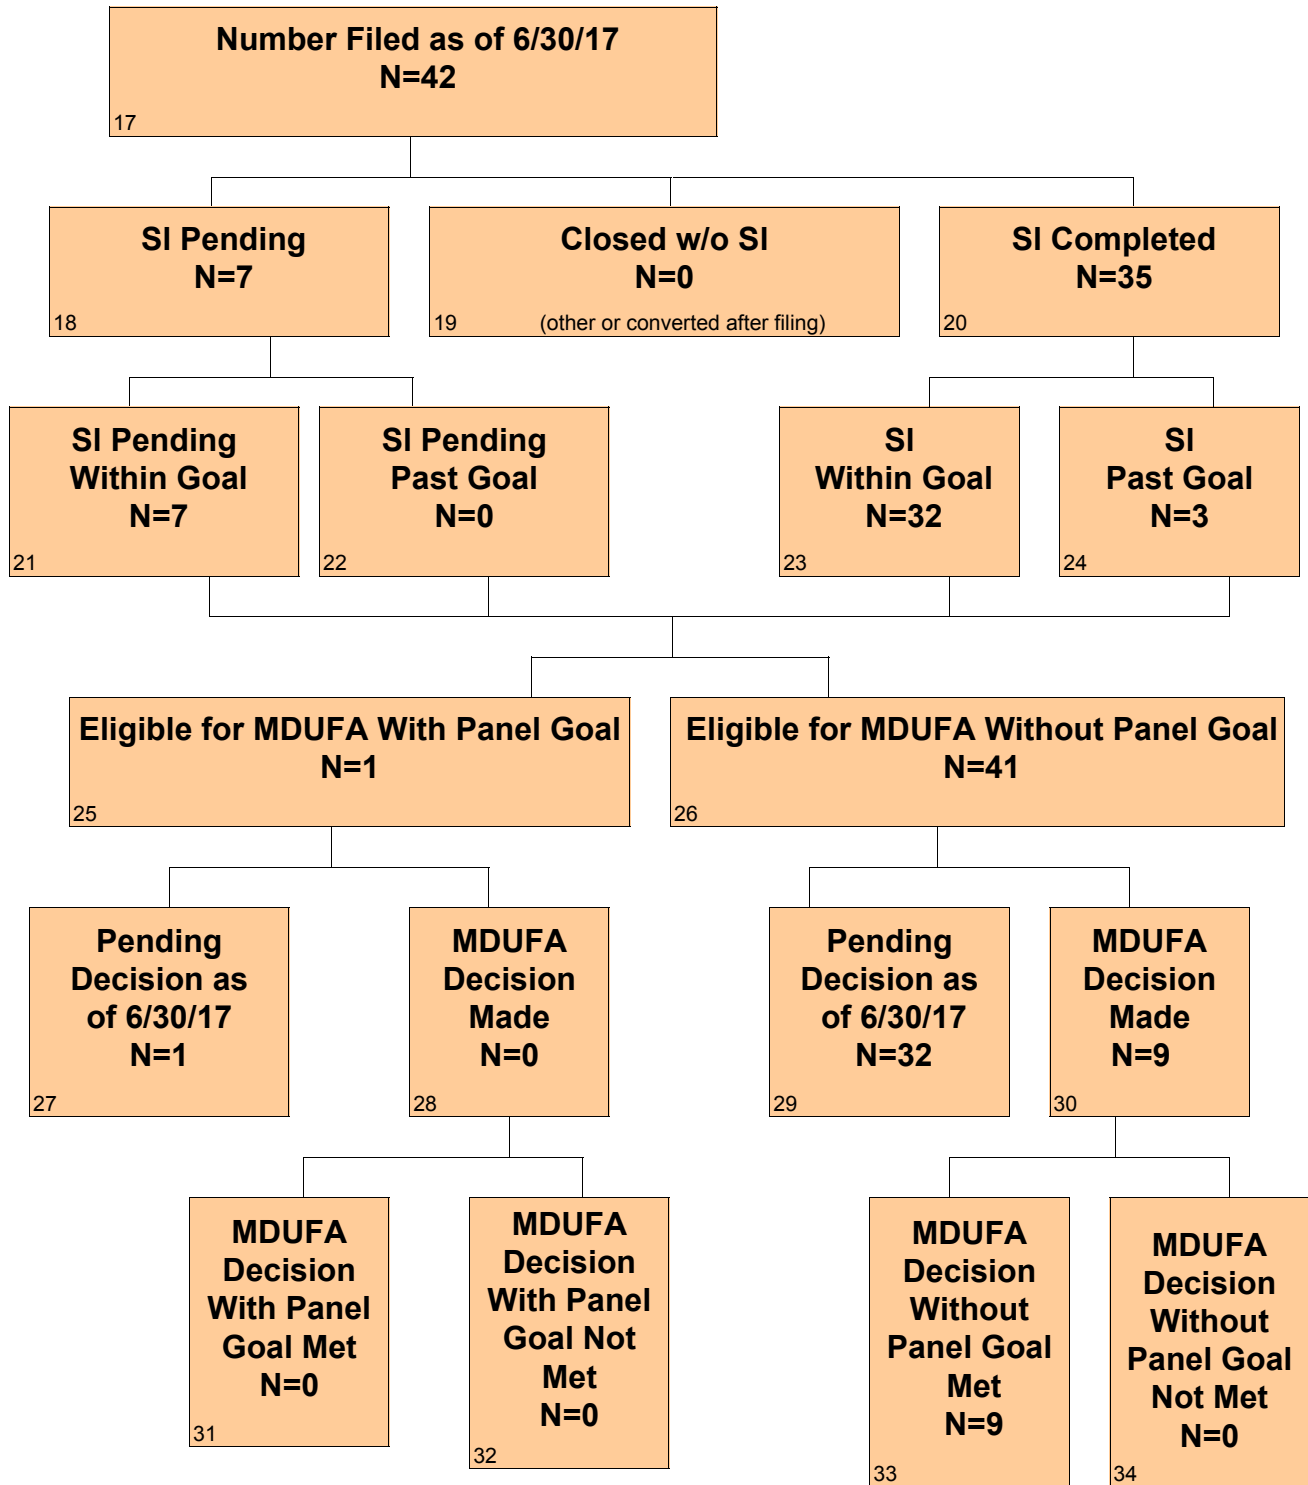 Number Filed as of 6/30/17
N=42
17
SI Pending
N=7
18
Closed w/o SI
N=0
19 (other or converted after filing)
SI Completed
N=35
20
SI Pending
Within Goal
N=7
21
SI Pending
Past Goal
N=0
22
SI
Within Goal
N=32
23
SI
Past Goal
N=3
24
Eligible for MDUFA With Panel Goal
N=1
25
Eligible for MDUFA Without Panel Goal
N=41
26
Pending
Decision as
of 6/30/17
N=1
27
MDUFA
Decision
Made
N=0
28
Pending
Decision as
of 6/30/17
N=32
29
MDUFA
Decision
Made
N=9
30
MDUFA
Decision
With Panel
Goal Met
N=0
31
MDUFA
Decision
With Panel
Goal Not
Met
N=0
32
MDUFA
Decision
Without
Panel Goal
Met
N=9
33
MDUFA
Decision
Without
Panel Goal
Not Met
N=0
34